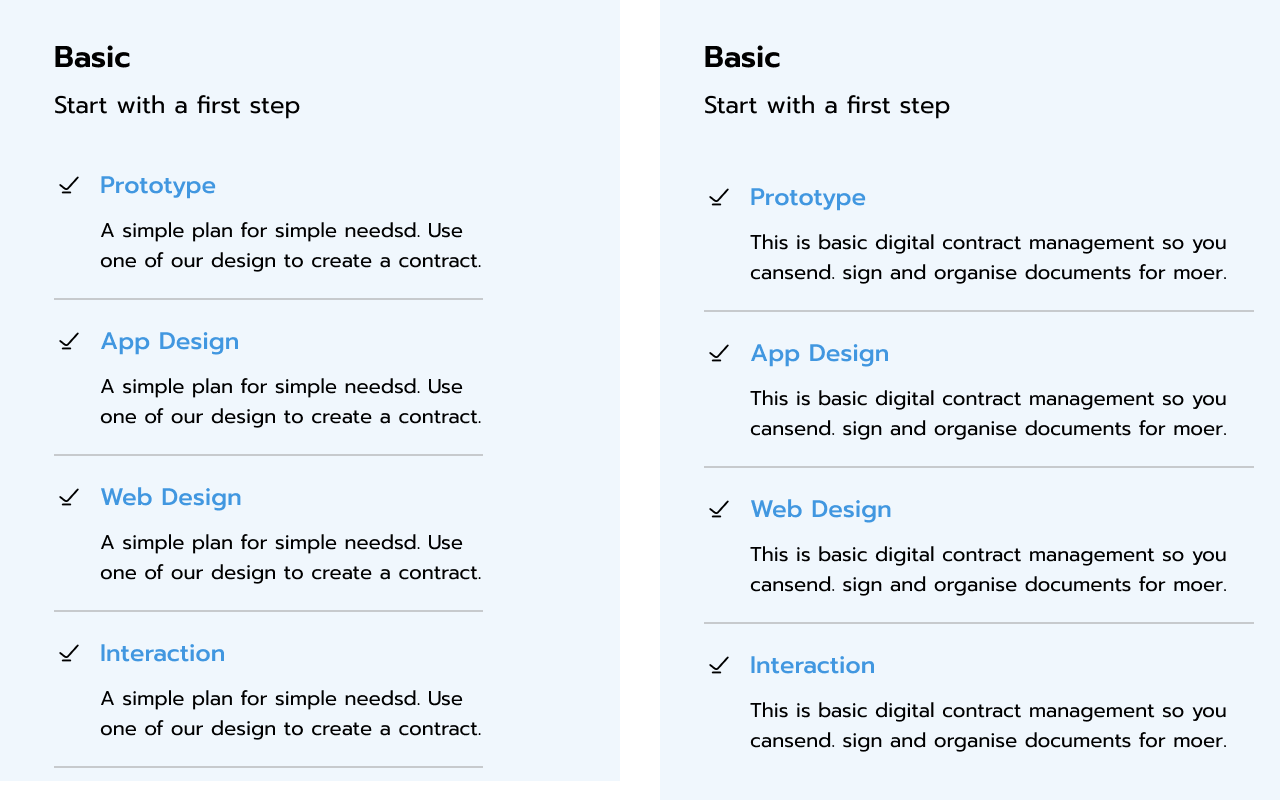 Basic
Start with a first step
Prototype
A simple plan for simple needsd. Use
one of our design to create a contract.
App Design
A simple plan for simple needsd. Use
one of our design to create a contract.
Web Design
A simple plan for simple needsd. Use
one of our design to create a contract.
Interaction
A simple plan for simple needsd. Use
one of our design to create a contract.
Basic
Start with a first step
Prototype
This is basic digital contract management so you
cansend. sign and organise documents for moer.
App Design
This is basic digital contract management so you
cansend. sign and organise documents for moer.
Web Design
This is basic digital contract management so you
cansend. sign and organise documents for moer.
Interaction
This is basic digital contract management so you
cansend. sign and organise documents for moer.